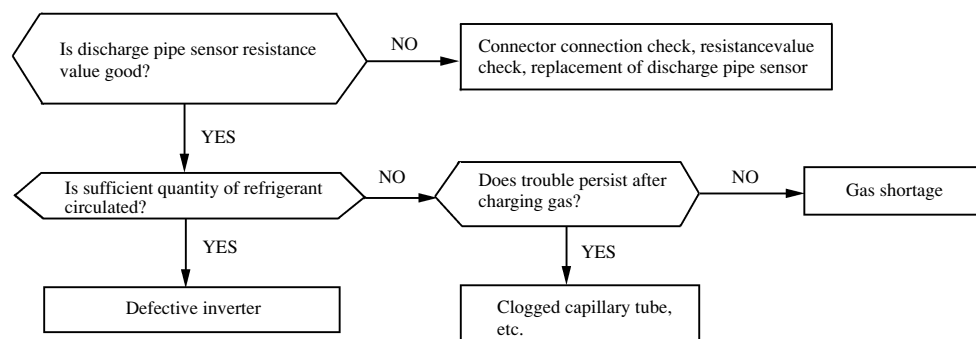 Is discharge pipe sensor resistance
value good?
NO
Connector connection check, resistancevalue
check, replacement of discharge pipe sensor
YES
Is sufficient quantity of refrigerant
circulated?
NO
Does trouble persist after
charging gas?
NO
Gas shortage
YES
YES
Defective inverter
Clogged capillary tube,
etc.